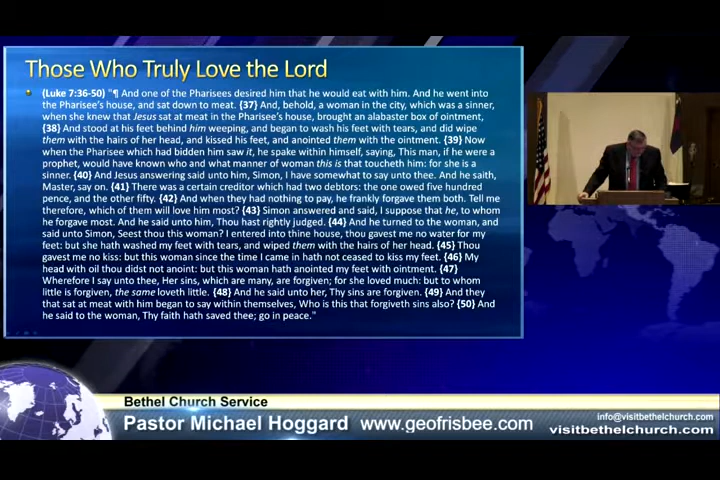 Those Who Truly Love the Lord
(Luke 7:36-50) "¶ And one of the Pharisees desired him that he would eat with him. And he went into
the Pharisee's house, and sat down to meat. {37} And, behold, a woman in the city, which was a sinner,
when she knew that Jesus sat at meat in the Pharisee's house, brought an alabaster box of ointment,
{38} And stood at his feet behind him weeping, and began to wash his feet with tears, and did wipe
them with the hairs of her head, and kissed his feet, and anointed them with the ointment. {39} Now
when the Pharisee which had bidden him saw it, he spake within himself, saying, This man, if he were a
prophet, would have known who and what manner of woman this is that toucheth him: for she is a
sinner. {40} And Jesus answering said unto him, Simon, I have somewhat to say unto thee. And he saith,
Master, say on. {41} There was a certain creditor which had two debtors: the one owed five hundred
pence, and the other fifty. {42} And when they had nothing to pay, he frankly forgave them both. Tell me
therefore, which of them will love him most? {43} Simon answered and said, I suppose that he, to whom
he forgave most. And he said unto him, Thou hast rightly judged. {44} And he turned to the woman, and
said unto Simon, Seest thou this woman? I entered into thine house, thou gavest me no water for my
feet: but she hath washed my feet with tears, and wiped them with the hairs of her head. {45} Thou
gavest me no kiss: but this woman since the time I came in hath not ceased to kiss my feet. {46} My
head with oil thou didst not anoint: but this woman hath anointed my feet with ointment. {47}
Wherefore I say unto thee, Her sins, which are many, are forgiven; for she loved much: but to whom
little is forgiven, the same loveth little. {48} And he said unto her, Thy sins are forgiven. {49} And they
that sat at meat with him began to say within themselves, Who is this that forgiveth sins also? {50} And
he said to the woman, Thy faith hath saved thee; go in peace."
Bethel Church Service
Pastor Michael Hoggard www.geofrisbee.com
info@visitbethelchurch.com
visitbethelchurch.com